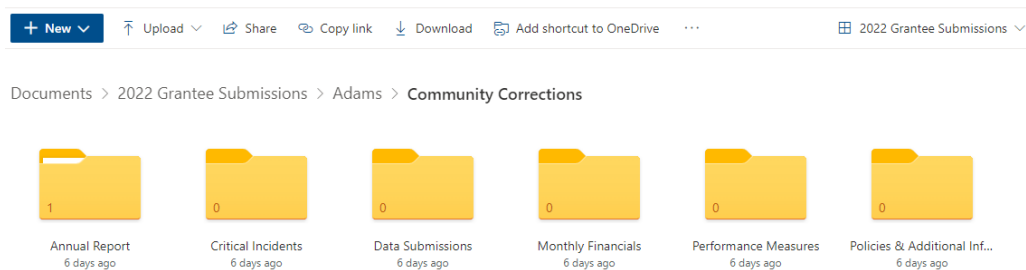 New Upload Share Copy link Download Add shortcut to OneDrive ... 2022 Grantee Submissions
Documents > 2022 Grantee Submissions > Adams > Community Corrections
1 0 0 0 0 0
Annual Report Critical Incidents Data Submissions Monthly Financials Performance Measures Policies & Additional Inf...
6 days ago 6 days ago 6 days ago 6 days ago 6 days ago 6 days ago